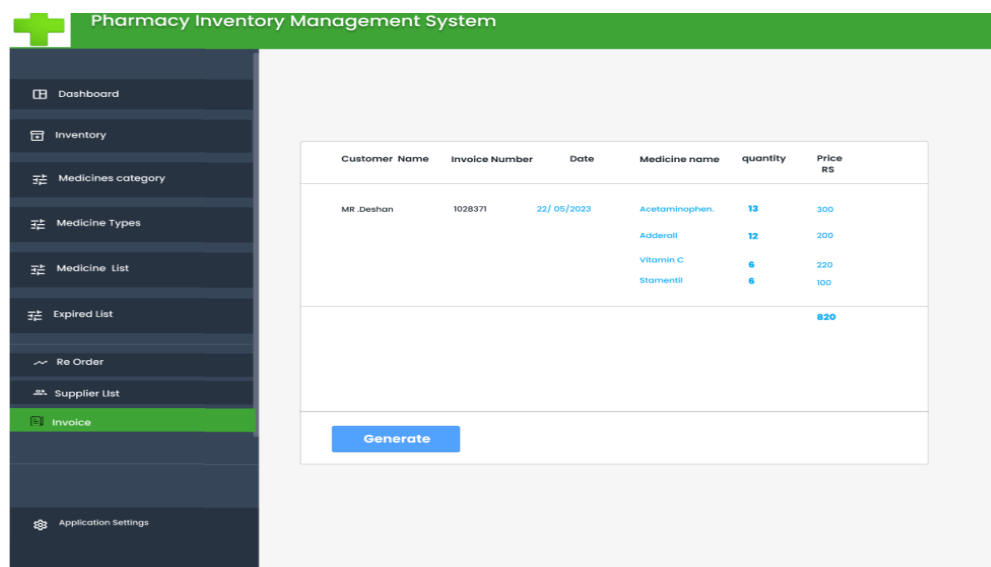 Pharmacy Inventory Management System
Dashboard
Inventory
Medicines category
Medicine Types
Medicine List
Expired List
Re Order
Supplier LIst
Invoice
Application Settings
Customer Name Invoice Number Date Medicine name quantity Price RS
MR .Deshan 1028371 22/ 05/2023 Acetaminophen. 13 300
Adderall 12 200
Vitamin C 6 220
Stamentil 6 100
820
Generate